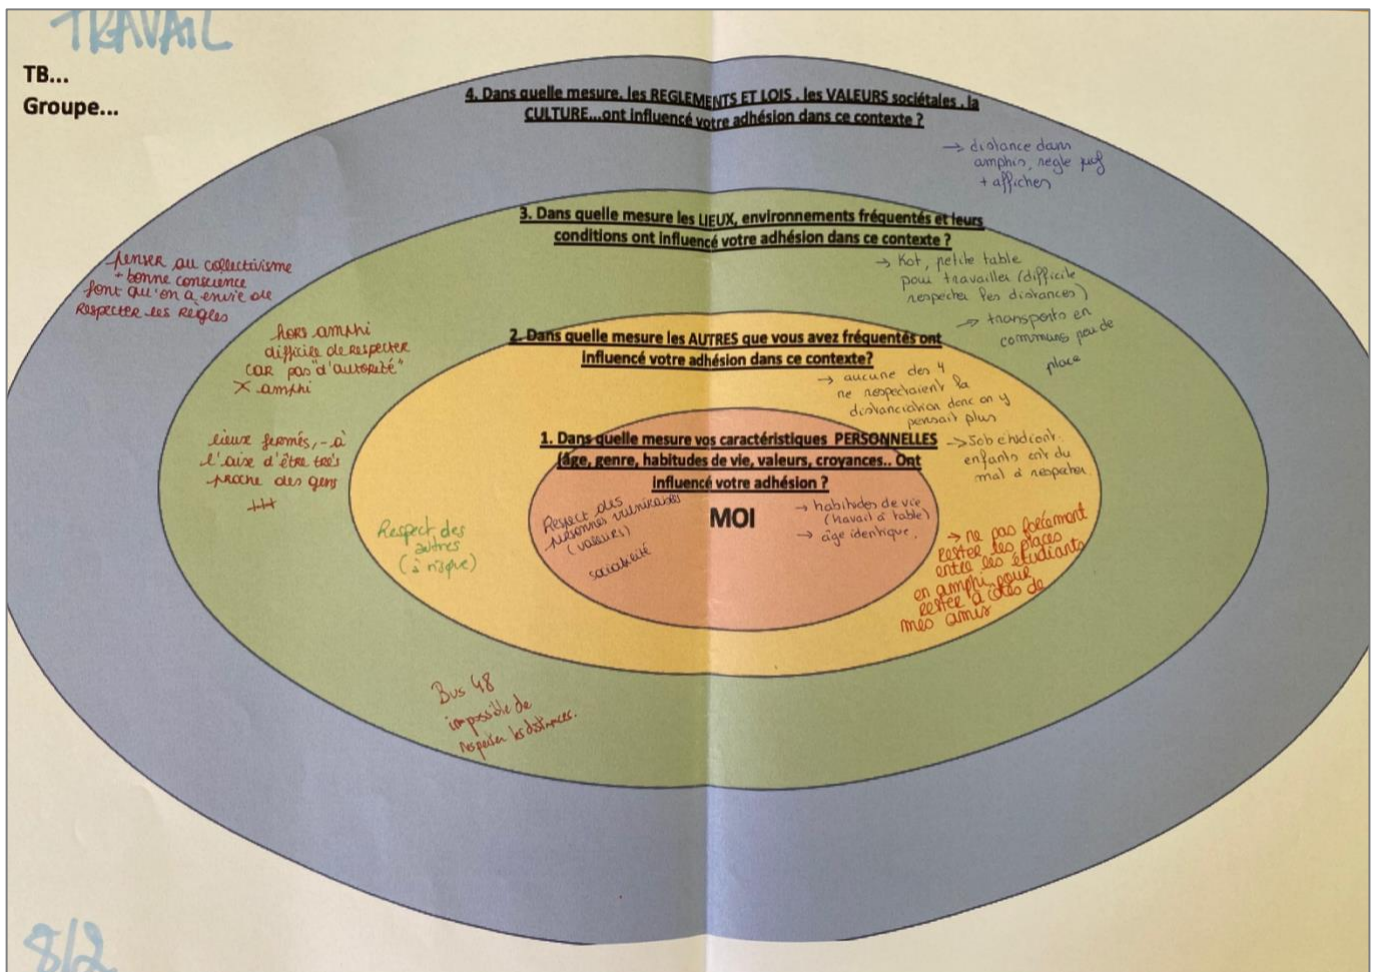 TRAVAIL
TB...
Groupe...
4. Dans quelle mesure, les REGLEMENTS ET LOIS, les VALEURS sociétales, la
CULTURE...ont influencé votre adhésion dans ce contexte ?
→ distance dans
amphis, règle prof
+ affiches
3. Dans quelle mesure les LIEUX, environnements fréquentés et leurs
conditions ont influencé votre adhésion dans ce contexte ?
→ Kot, petite table
pour travailler (difficile
respecter les distances)
→ transports en
communs peu de
place
penser au collectivisme
+ bonne conscience
font qu'on a envie de
Respecter les règles
hors amphi
difficile de respecter
car pas "d'autorité"
X amphi
lieux fermés, - à
l'aise d'être très
proche des gens
+++
2. Dans quelle mesure les AUTRES que vous avez fréquentés ont
influencé votre adhésion dans ce contexte?
→ aucune des 4
ne respectaient la
distanciation donc on y
pensait plus
→ Job étudiant.
enfants ont du
mal à respecter
1. Dans quelle mesure vos caractéristiques PERSONNELLES
(âge, genre, habitudes de vie, valeurs, croyances.. Ont
influencé votre adhésion ?
MOI
Respect des
personnes vulnérables
(valeurs)
sociabilité
→ habitudes de vie
(travail à table)
→ âge identique.
Respect des
autres
(à risque)
→ ne pas forcément
rester les places
entre les étudiants
en amphi pour
rester à côtés de
mes amis
Bus 48
impossible de
respecter les distances.
8/2